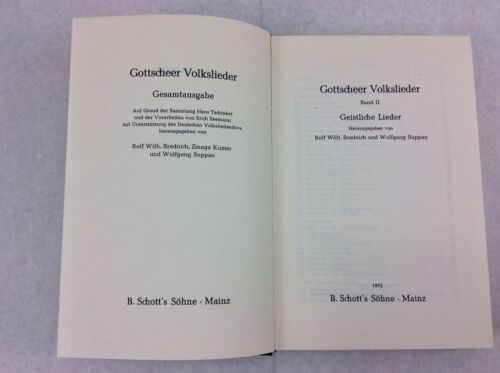 Gottscheer Volkslieder
Gesamtausgabe
Auf Grund der Sammlung Hans Tschinkel
und der Vorarbeiten von Erich Seemann
mit Unterstützung des Deutschen Volksliedarchivs
herausgegeben von
Rolf Wilh. Brednich, Zmaga Kumer
und Wolfgang Suppan
B. Schott's Söhne · Mainz
Gottscheer Volkslieder
Band II
Geistliche Lieder
Herausgegeben von
Rolf Wilh. Brednich und Wolfgang Suppan
1972
B. Schott's Söhne · Mainz